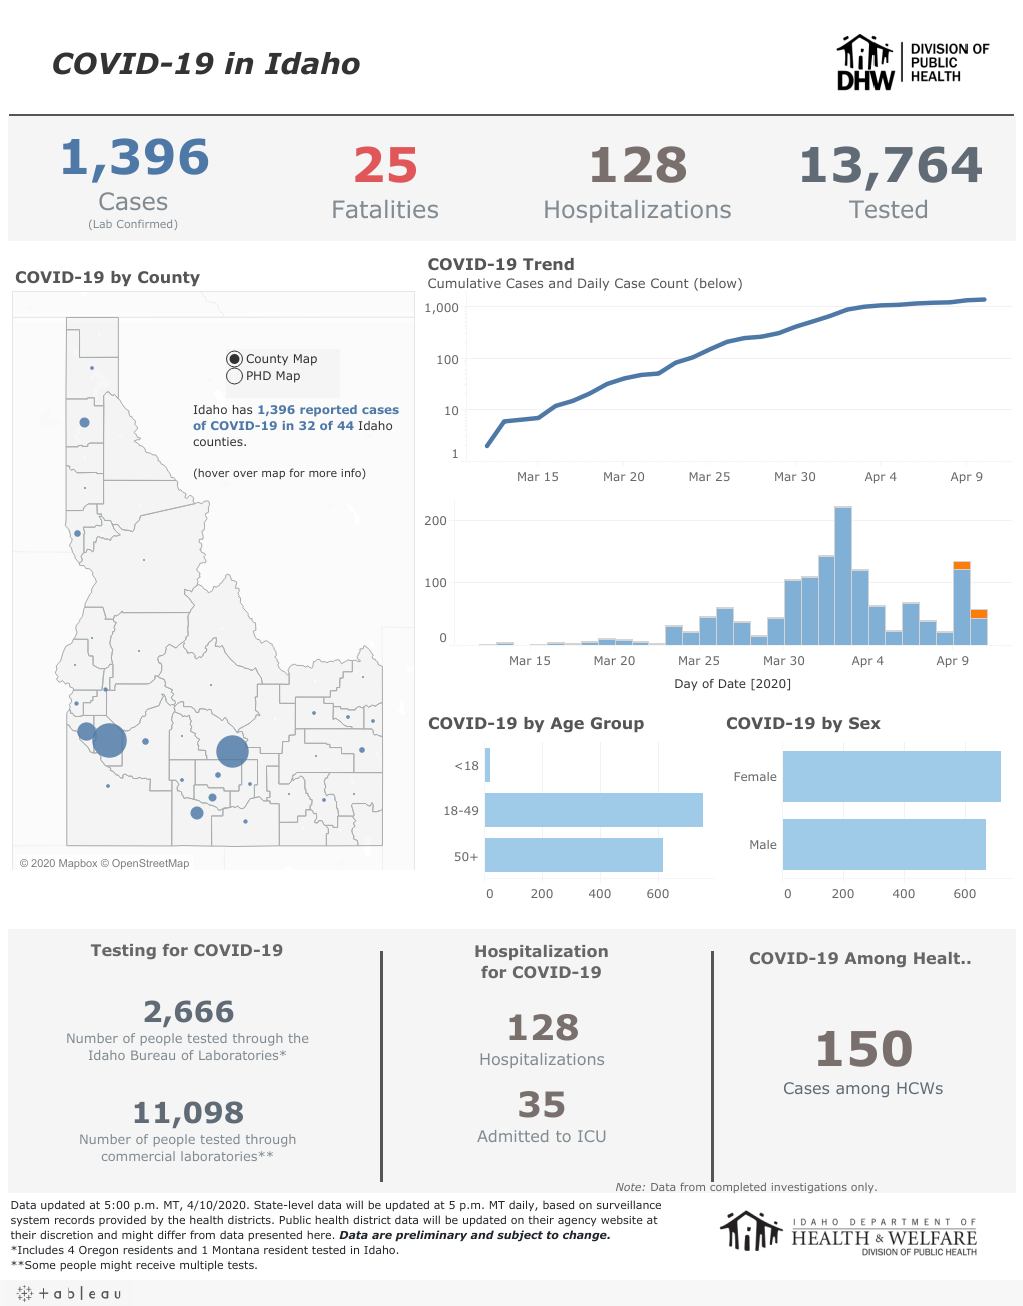 COVID-19 in Idaho
DHW
DIVISION OF
PUBLIC
HEALTH
1,396
Cases
(Lab Confirmed)
25
Fatalities
128
Hospitalizations
13,764
Tested
COVID-19 by County
County Map
PHD Map
Idaho has 1,396 reported cases
of COVID-19 in 32 of 44 Idaho
counties.
(hover over map for more info)
© 2020 Mapbox © OpenStreetMap
COVID-19 Trend
Cumulative Cases and Daily Case Count (below)
1,000
100
10
1
Mar 15 Mar 20 Mar 25 Mar 30 Apr 4 Apr 9
200
100
0
Mar 15 Mar 20 Mar 25 Mar 30 Apr 4 Apr 9
Day of Date [2020]
COVID-19 by Age Group
<18
18-49
50+
0 200 400 600
COVID-19 by Sex
Female
Male
0 200 400 600
Testing for COVID-19
2,666
Number of people tested through the
Idaho Bureau of Laboratories*
11,098
Number of people tested through
commercial laboratories**
Hospitalization
for COVID-19
128
Hospitalizations
35
Admitted to ICU
COVID-19 Among Healt..
150
Cases among HCWs
Note: Data from completed investigations only.
Data updated at 5:00 p.m. MT, 4/10/2020. State-level data will be updated at 5 p.m. MT daily, based on surveillance
system records provided by the health districts. Public health district data will be updated on their agency website at
their discretion and might differ from data presented here. Data are preliminary and subject to change.
*Includes 4 Oregon residents and 1 Montana resident tested in Idaho.
**Some people might receive multiple tests.
IDAHO DEPARTMENT OF
HEALTH & WELFARE
DIVISION OF PUBLIC HEALTH
+ableau